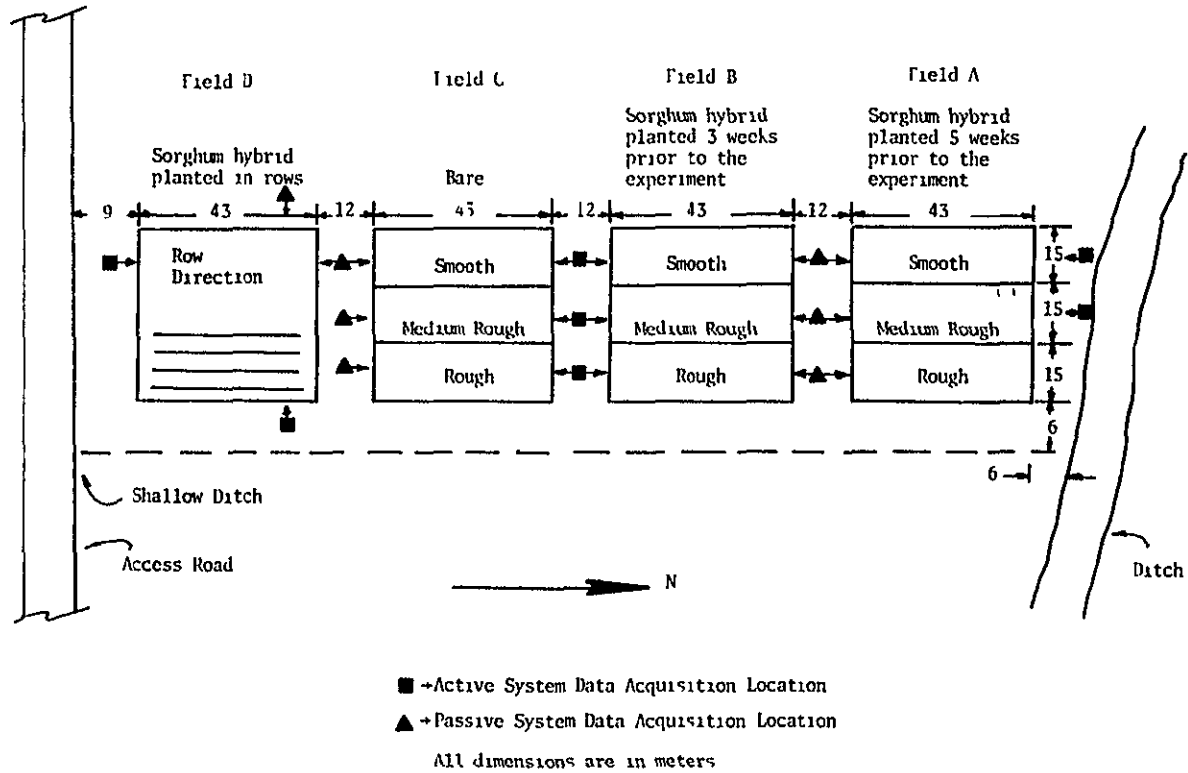 Field D
Field C
Field B
Field A
Sorghum hybrid
planted in rows
Bare
Sorghum hybrid
planted 3 weeks
prior to the
experiment
Sorghum hybrid
planted 5 weeks
prior to the
experiment
9
43
12
45
12
43
12
43
Row
Direction
Smooth
Smooth
Smooth
15
Medium Rough
Medium Rough
Medium Rough
15
Rough
Rough
Rough
15
6
6
Shallow Ditch
Access Road
N
Ditch
■ →Active System Data Acquisition Location
▲ →Passive System Data Acquisition Location
All dimensions are in meters